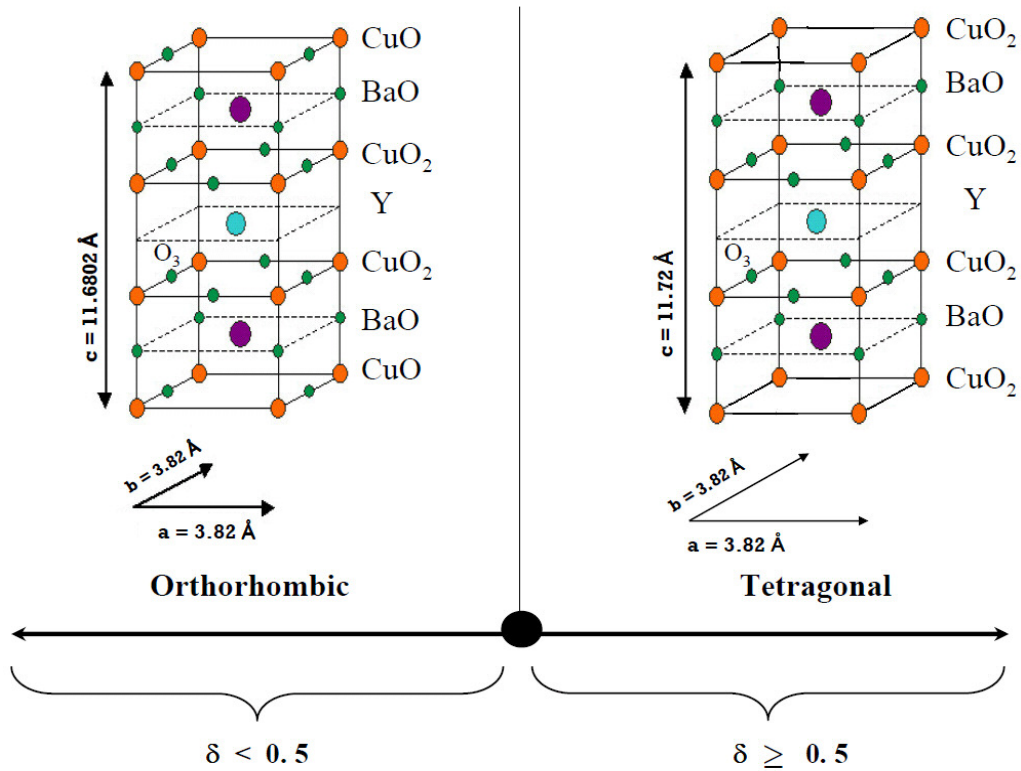 CuO
BaO
CuO₂
Y
O₃
CuO₂
BaO
CuO
c = 11.6802 Å
b = 3.82 Å
a = 3.82 Å
Orthorhombic
δ < 0.5
CuO₂
BaO
CuO₂
Y
O₃
CuO₂
BaO
CuO₂
c = 11.72 Å
b = 3.82 Å
a = 3.82 Å
Tetragonal
δ ≥ 0.5